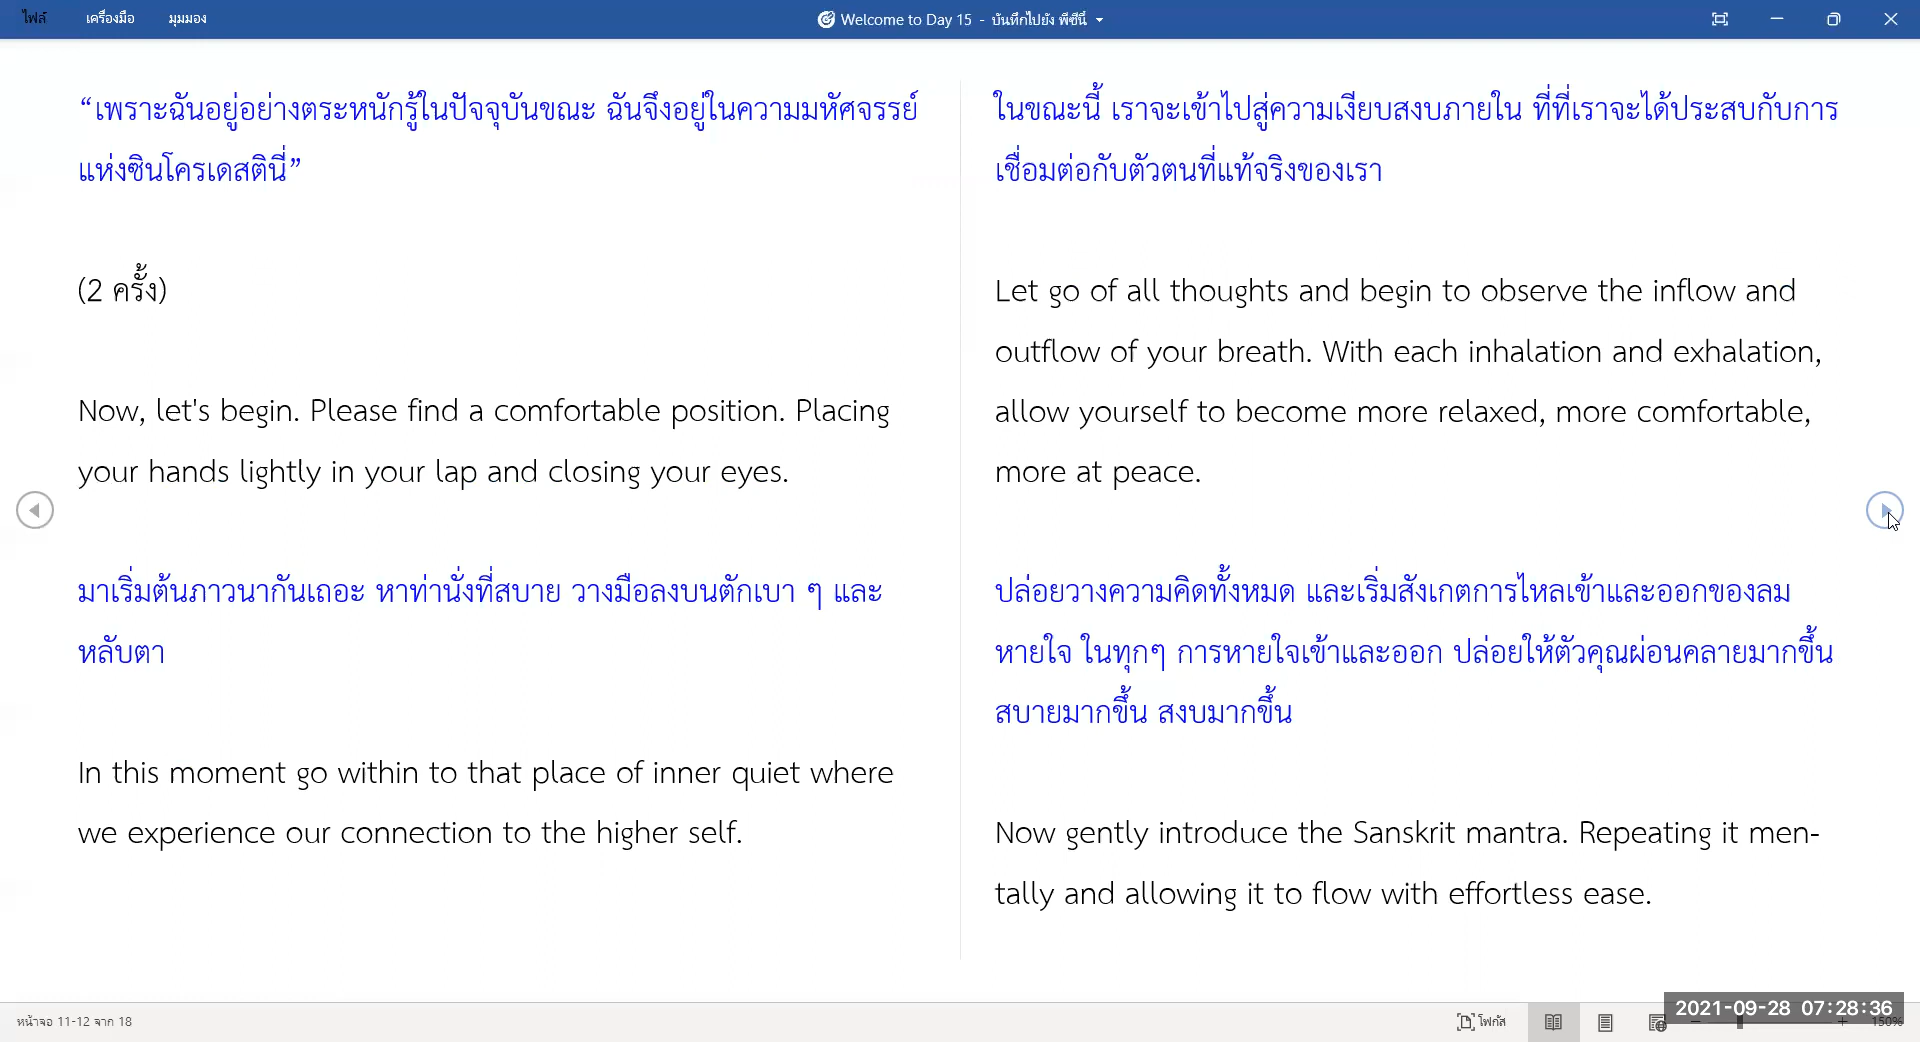 ไฟล์ เครื่องมือ มุมมอง
Welcome to Day 15 - บันทึกไปยัง พีซีนี้
“เพราะฉันอยู่อย่างตระหนักรู้ในปัจจุบันขณะ ฉันจึงอยู่ในความมหัศจรรย์
แห่งซินโครเดสตินี่”
(2 ครั้ง)
Now, let's begin. Please find a comfortable position. Placing
your hands lightly in your lap and closing your eyes.
มาเริ่มต้นภาวนากันเถอะ หาท่านั่งที่สบาย วางมือลงบนตักเบา ๆ และ
หลับตา
In this moment go within to that place of inner quiet where
we experience our connection to the higher self.
ในขณะนี้ เราจะเข้าไปสู่ความเงียบสงบภายใน ที่ที่เราจะได้ประสบกับการ
เชื่อมต่อกับตัวตนที่แท้จริงของเรา
Let go of all thoughts and begin to observe the inflow and
outflow of your breath. With each inhalation and exhalation,
allow yourself to become more relaxed, more comfortable,
more at peace.
ปล่อยวางความคิดทั้งหมด และเริ่มสังเกตการไหลเข้าและออกของลม
หายใจ ในทุกๆ การหายใจเข้าและออก ปล่อยให้ตัวคุณผ่อนคลายมากขึ้น
สบายมากขึ้น สงบมากขึ้น
Now gently introduce the Sanskrit mantra. Repeating it men-
tally and allowing it to flow with effortless ease.
หน้าจอ 11-12 จาก 18
โฟกัส
2021-09-28 07:28:36
150%